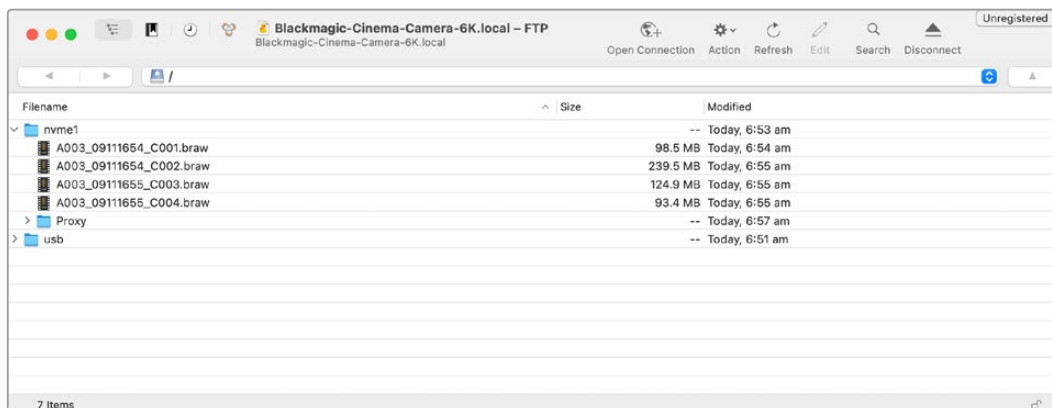 Unregistered
Blackmagic-Cinema-Camera-6K.local – FTP
Blackmagic-Cinema-Camera-6K.local
Open Connection Action Refresh Edit Search Disconnect
/
Filename Size Modified
nvme1 -- Today, 6:53 am
A003_09111654_C001.braw 98.5 MB Today, 6:54 am
A003_09111654_C002.braw 239.5 MB Today, 6:55 am
A003_09111655_C003.braw 124.9 MB Today, 6:55 am
A003_09111655_C004.braw 93.4 MB Today, 6:55 am
Proxy -- Today, 6:57 am
usb -- Today, 6:51 am
7 Items